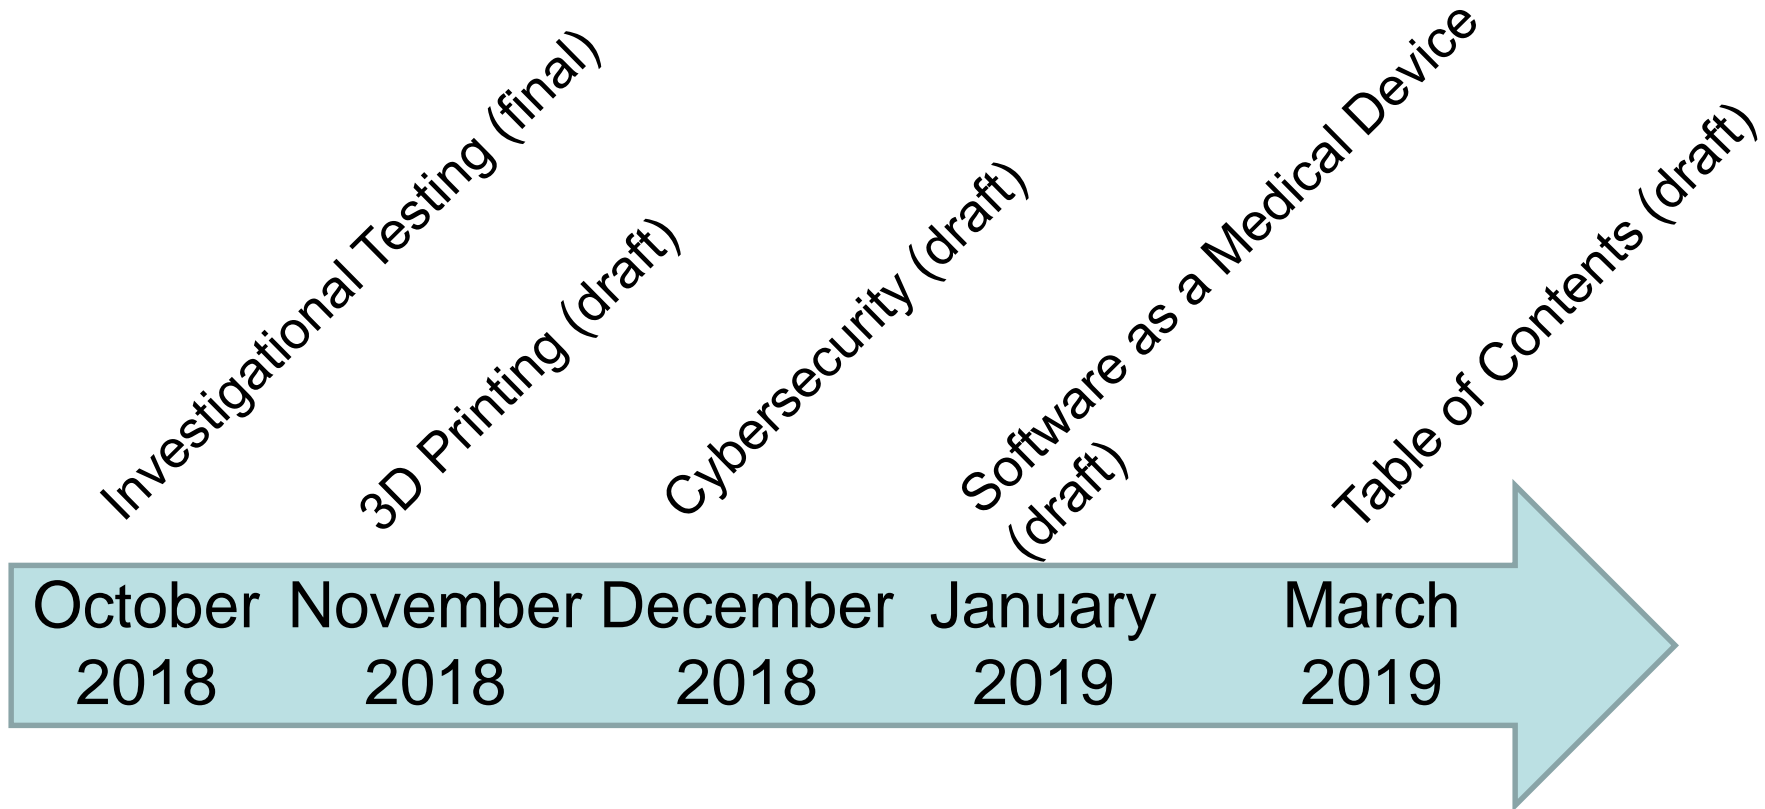 Investigational Testing (final)
3D Printing (draft)
Cybersecurity (draft)
Software as a Medical Device
(draft)
Table of Contents (draft)
October
2018
November
2018
December
2018
January
2019
March
2019